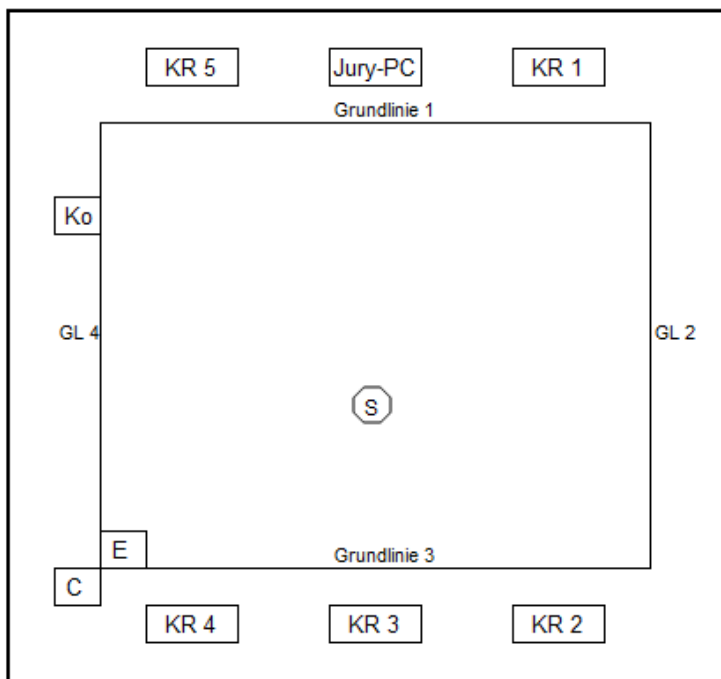 KR 5 Jury-PC KR 1
Grundlinie 1
Ko
GL 4 GL 2
S
E
Grundlinie 3
C
KR 4 KR 3 KR 2